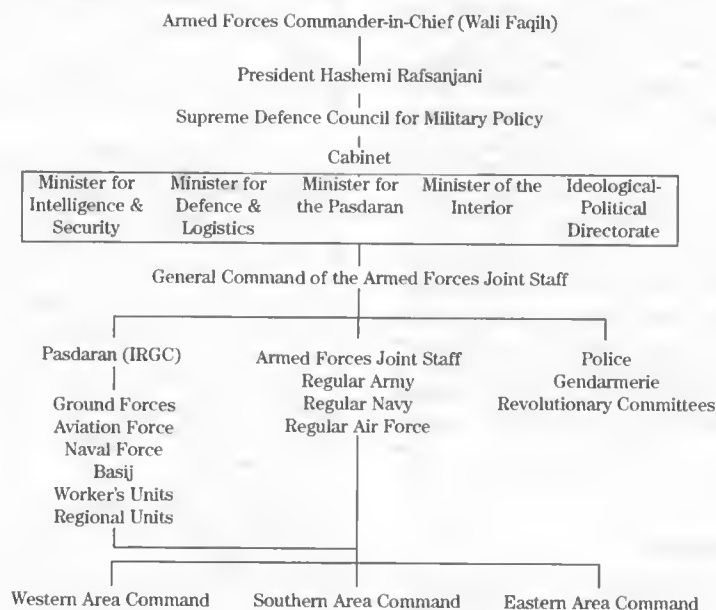 Armed Forces Commander-in-Chief (Wali Faqih)
President Hashemi Rafsanjani
Supreme Defence Council for Military Policy
Cabinet
Minister for Intelligence & Security
Minister for Defence & Logistics
Minister for the Pasdaran
Minister of the Interior
Ideological-Political Directorate
General Command of the Armed Forces Joint Staff
Pasdaran (IRGC)
Ground Forces
Aviation Force
Naval Force
Basij
Worker's Units
Regional Units
Armed Forces Joint Staff
Regular Army
Regular Navy
Regular Air Force
Police
Gendarmerie
Revolutionary Committees
Western Area Command
Southern Area Command
Eastern Area Command